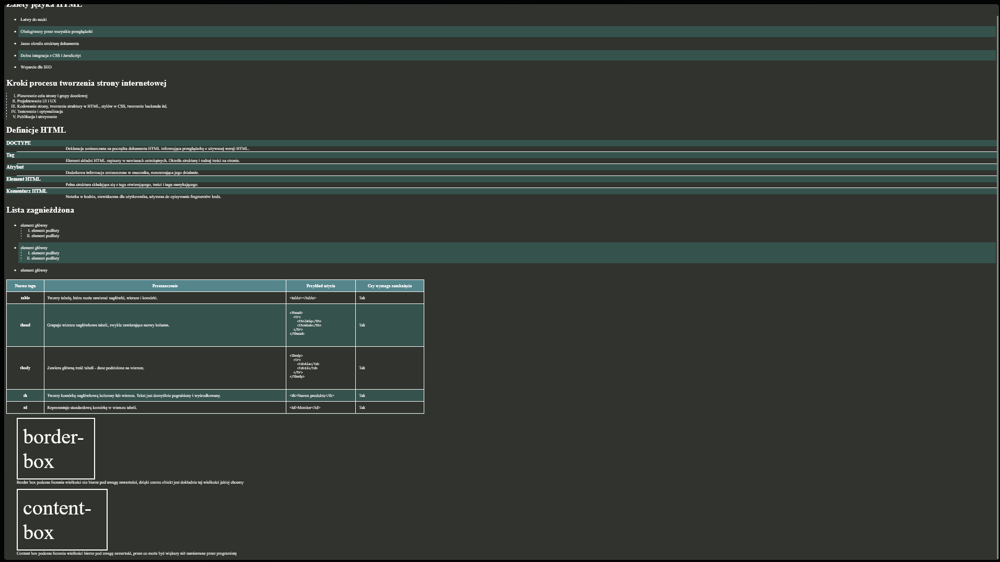 Zalety języka HTML
Łatwy do nauki
Obsługiwany przez wszystkie przeglądarki
Jasno określa strukturę dokumentu
Dobra integracja z CSS i JavaScript
Wsparcie dla SEO
Kroki procesu tworzenia strony internetowej
I. Planowanie celu strony i grupy docelowej
II. Projektowanie UI i UX
III. Kodowanie strony, tworzenie struktury w HTML, stylów w CSS, tworzenie backendu itd.
IV. Testowanie i optymalizacja
V. Publikacja i utrzymanie
Definicje HTML
DOCTYPE
Deklaracja umieszczana na początku dokumentu HTML informująca przeglądarkę o używanej wersji HTML.
Tag
Element składni HTML zapisany w nawiasach ostrokątnych. Określa strukturę i rodzaj treści na stronie.
Atrybut
Dodatkowa informacja umieszczona w znaczniku, rozszerzająca jego działanie.
Element HTML
Pełna struktura składająca się z tagu otwierającego, treści i tagu zamykającego.
Komentarz HTML
Notatka w kodzie, niewidoczna dla użytkownika, używana do opisywania fragmentów kodu.
Lista zagnieżdżona
element główny
I. element podlisty
II. element podlisty
element główny
I. element podlisty
II. element podlisty
element główny
Nazwa tagu Przeznaczenie Przykład użycia Czy wymaga zamknięcia
table Tworzy tabelę, która może zawierać nagłówki, wiersze i komórki. <table></table> Tak
<thead>
<tr>
<th>Imię</th>
thead Grupuje wiersze nagłówkowe tabeli, zwykle zawierające nazwy kolumn. <th>Wiek</th> Tak
</tr>
</thead>
<tbody>
<tr>
<td>Ala</td>
tbody Zawiera główną treść tabeli - dane podzielone na wiersze. <td>12</td> Tak
</tr>
</tbody>
th Tworzy komórkę nagłówkową kolumny lub wiersza. Tekst jest domyślnie pogrubiony i wyśrodkowany. <th>Nazwa produktu</th> Tak
td Reprezentuje standardową komórkę w wierszu tabeli. <td>Monitor</td> Tak
border-
box
Border box podczas liczenia wielkości nie bierze pod uwagę zawartości, dzięki czemu obiekt jest dokładnie tej wielkości jakiej chcemy
content-
box
Content box podczas liczenia wielkości bierze pod uwagę zawartość, przez co może być większy niż zamierzane przez programistę